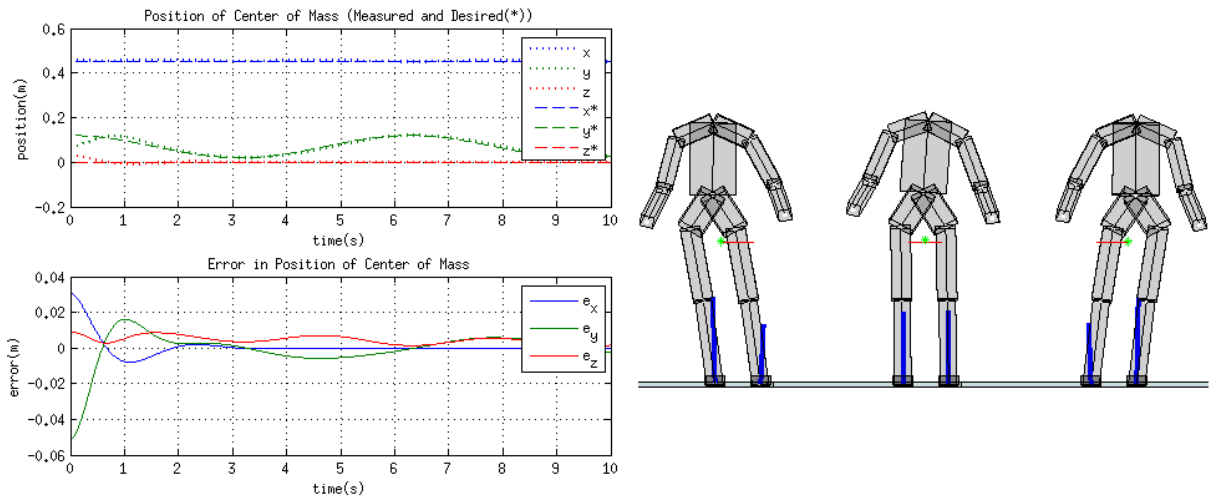 Position of Center of Mass (Measured and Desired(*))
0.6
0.4
0.2
0
-0.2
position(m)
x
y
z
x*
y*
z*
0 1 2 3 4 5 6 7 8 9 10
time(s)
Error in Position of Center of Mass
0.04
0.02
0
-0.02
-0.04
-0.06
error(m)
e_x
e_y
e_z
0 1 2 3 4 5 6 7 8 9 10
time(s)